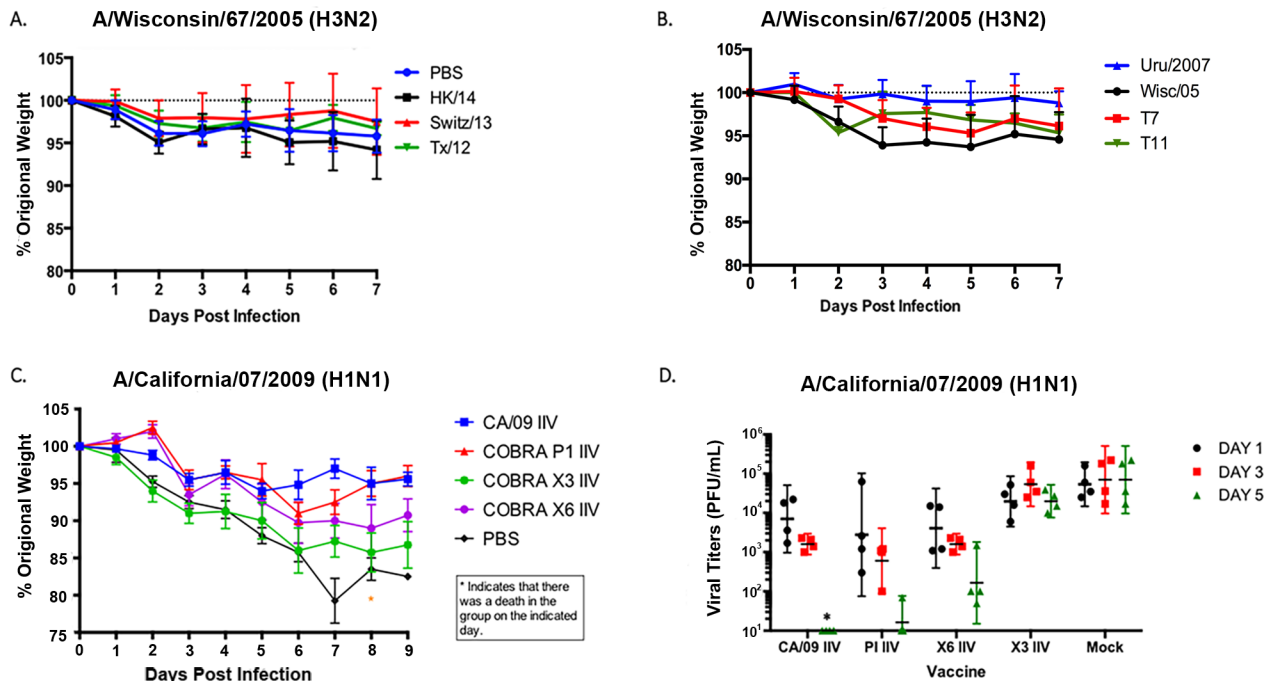 A.
A/Wisconsin/67/2005 (H3N2)
105
100
95
90
85
80
% Origional Weight
0 1 2 3 4 5 6 7
Days Post Infection
PBS
HK/14
Switz/13
Tx/12
B.
A/Wisconsin/67/2005 (H3N2)
105
100
95
90
85
80
% Origional Weight
0 1 2 3 4 5 6 7
Days Post Infection
Uru/2007
Wisc/05
T7
T11
C.
A/California/07/2009 (H1N1)
105
100
95
90
85
80
75
% Origional Weight
0 1 2 3 4 5 6 7 8 9
Days Post Infection
*
CA/09 IIV
COBRA P1 IIV
COBRA X3 IIV
COBRA X6 IIV
PBS
* Indicates that there
was a death in the
group on the indicated
day.
D.
A/California/07/2009 (H1N1)
10⁶
10⁵
10⁴
10³
10²
10¹
Viral Titers (PFU/mL)
*
CA/09 IIV PI IIV X6 IIV X3 IIV Mock
Vaccine
DAY 1
DAY 3
DAY 5